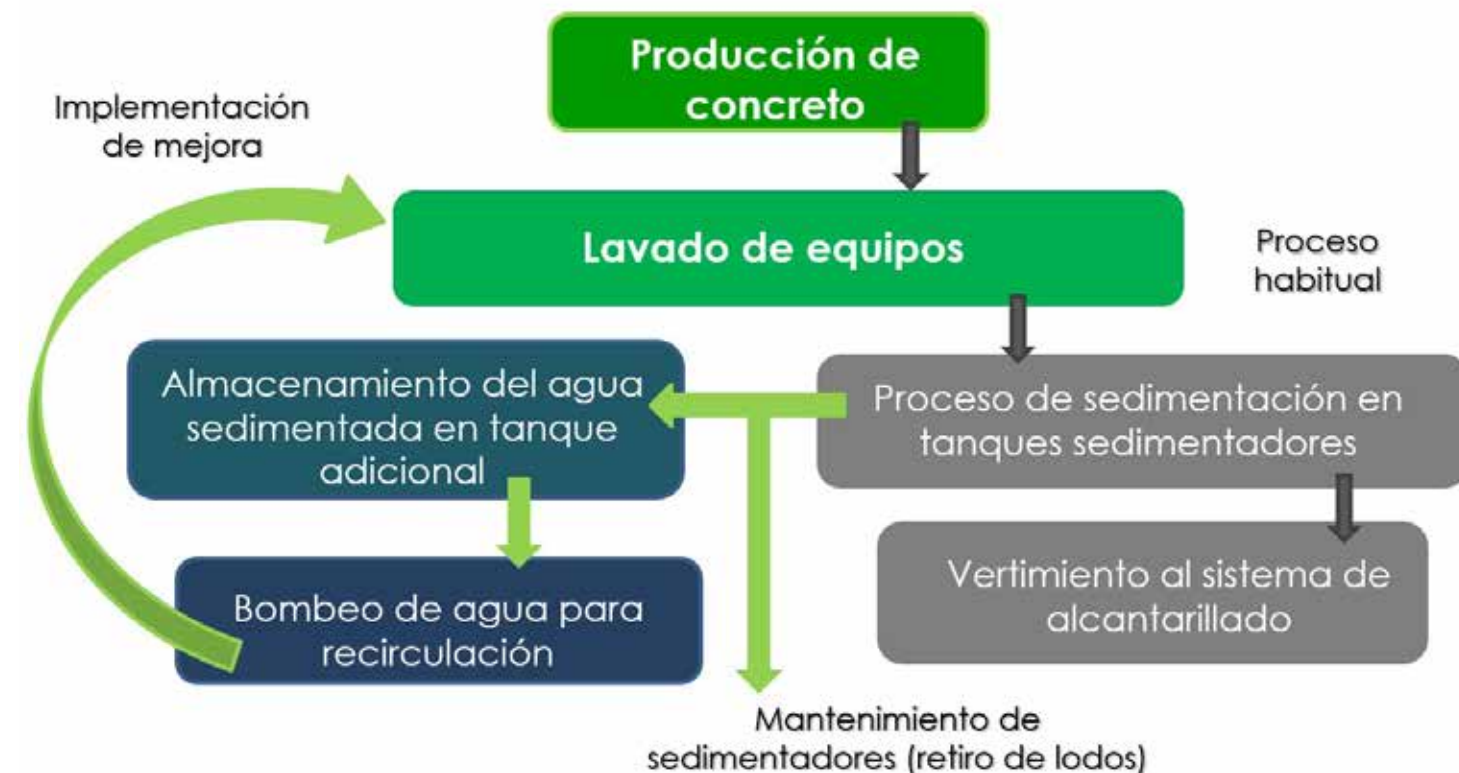 Producción de
concreto
Implementación
de mejora
Lavado de equipos
Proceso
habitual
Almacenamiento del agua
sedimentada en tanque
adicional
Proceso de sedimentación en
tanques sedimentadores
Bombeo de agua para
recirculación
Vertimiento al sistema de
alcantarillado
Mantenimiento de
sedimentadores (retiro de lodos)